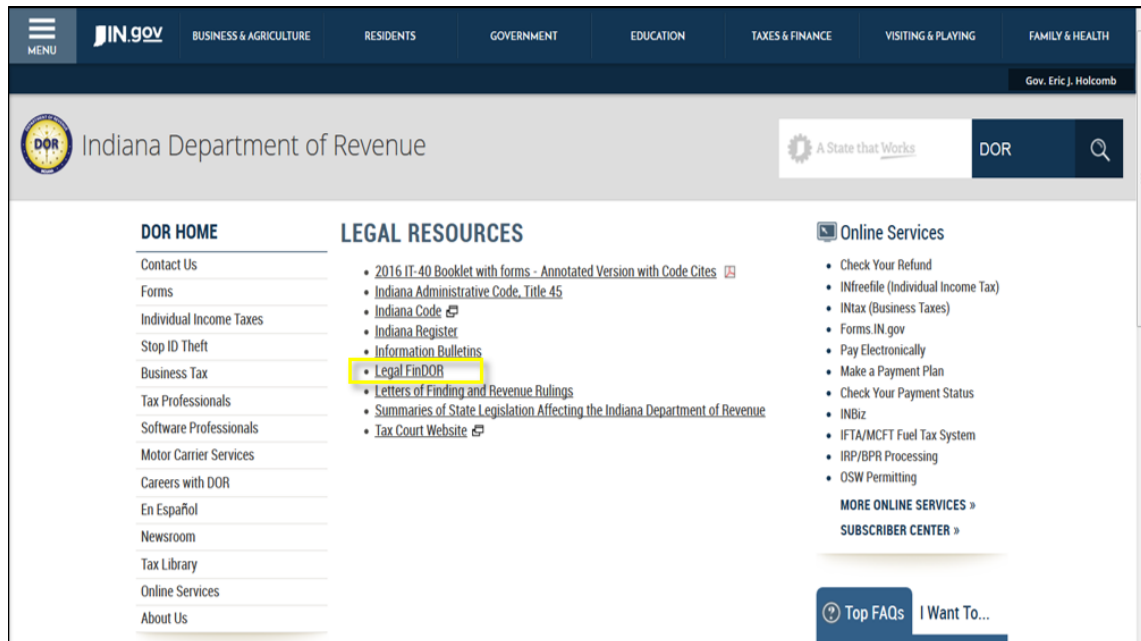 MENU
IN.gov
BUSINESS & AGRICULTURE
RESIDENTS
GOVERNMENT
EDUCATION
TAXES & FINANCE
VISITING & PLAYING
FAMILY & HEALTH
Gov. Eric J. Holcomb
DOR
Indiana Department of Revenue
A State that Works
DOR
DOR HOME
Contact Us
Forms
Individual Income Taxes
Stop ID Theft
Business Tax
Tax Professionals
Software Professionals
Motor Carrier Services
Careers with DOR
En Español
Newsroom
Tax Library
Online Services
About Us
LEGAL RESOURCES
• 2016 IT-40 Booklet with forms - Annotated Version with Code Cites
• Indiana Administrative Code, Title 45
• Indiana Code
• Indiana Register
• Information Bulletins
• Legal FinDOR
• Letters of Finding and Revenue Rulings
• Summaries of State Legislation Affecting the Indiana Department of Revenue
• Tax Court Website
Online Services
• Check Your Refund
• INfreefile (Individual Income Tax)
• INtax (Business Taxes)
• Forms.IN.gov
• Pay Electronically
• Make a Payment Plan
• Check Your Payment Status
• INBiz
• IFTA/MCFT Fuel Tax System
• IRP/BPR Processing
• OSW Permitting
MORE ONLINE SERVICES »
SUBSCRIBER CENTER »
Top FAQs
I Want To...